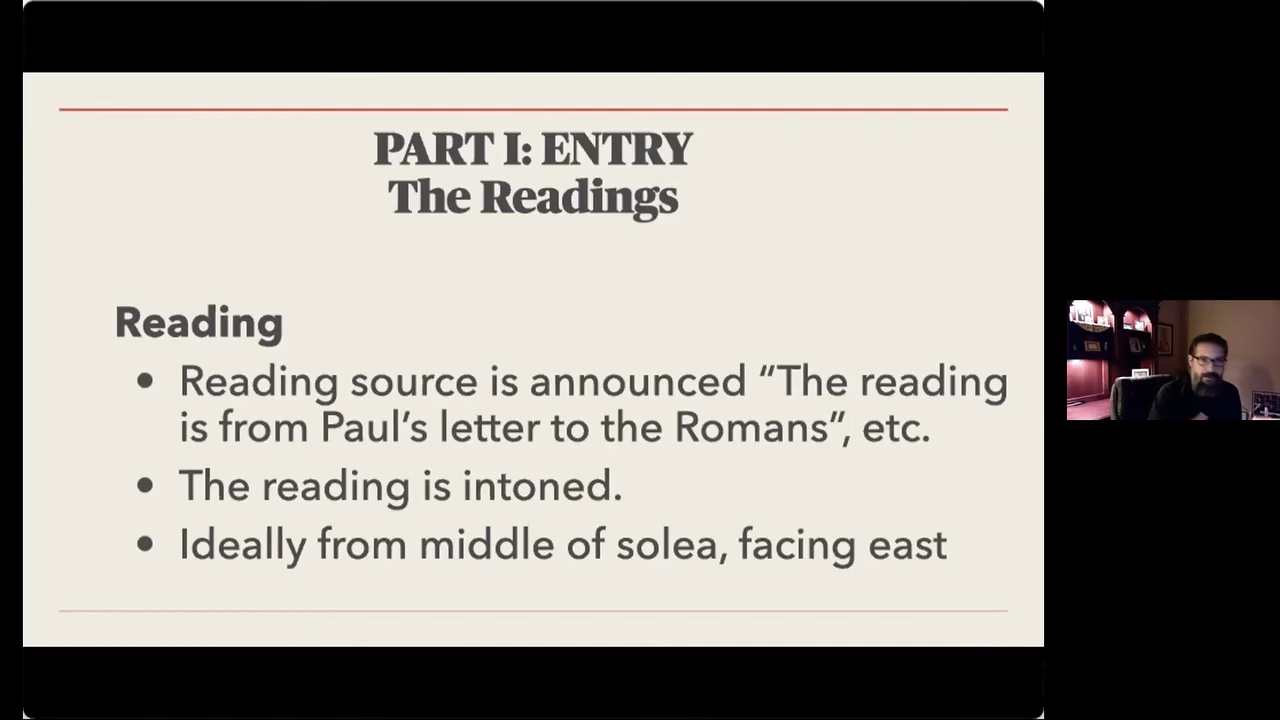 PART I: ENTRY
The Readings
Reading
• Reading source is announced “The reading
is from Paul’s letter to the Romans”, etc.
• The reading is intoned.
• Ideally from middle of solea, facing east